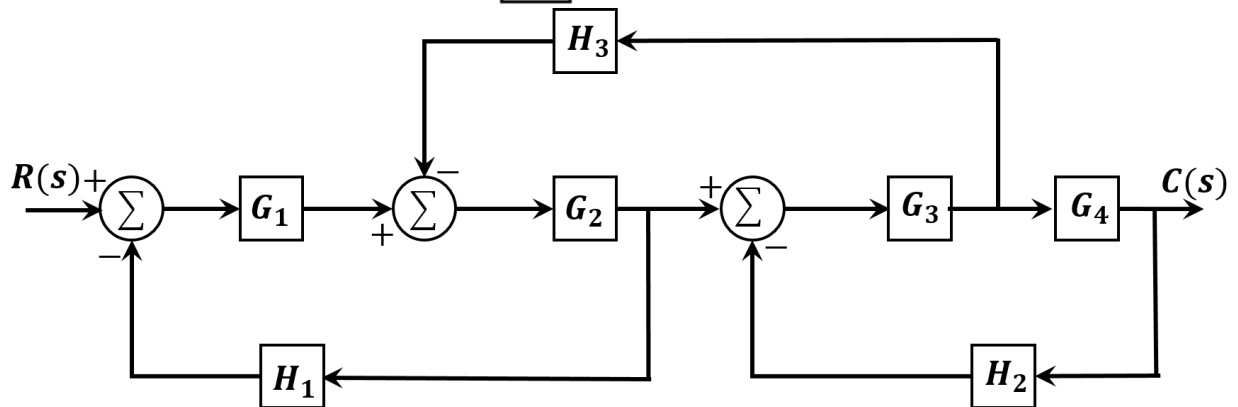 H₃
R(s) + Σ G₁ + Σ − G₂ + Σ G₃ G₄ C(s)
− −
H₁ H₂